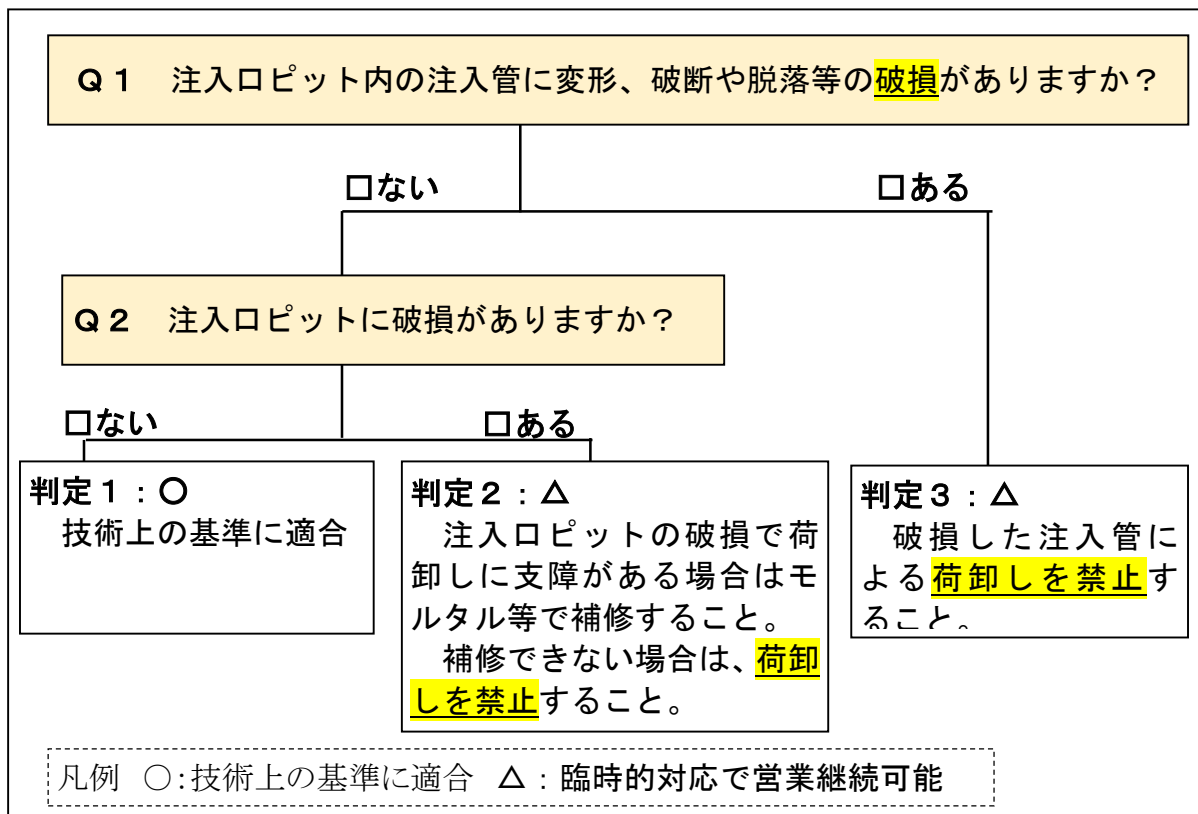 Ｑ１　注入口ピット内の注入管に変形、破断や脱落等の破損がありますか？
□ない
□ある
Ｑ２　注入口ピットに破損がありますか？
□ない
□ある
判定１：○
技術上の基準に適合
判定２：△
注入口ピットの破損で荷
卸しに支障がある場合はモ
ルタル等で補修すること。
補修できない場合は、荷卸
しを禁止すること。
判定３：△
破損した注入管に
よる荷卸しを禁止す
ること。
凡例　○：技術上の基準に適合　△：臨時的対応で営業継続可能